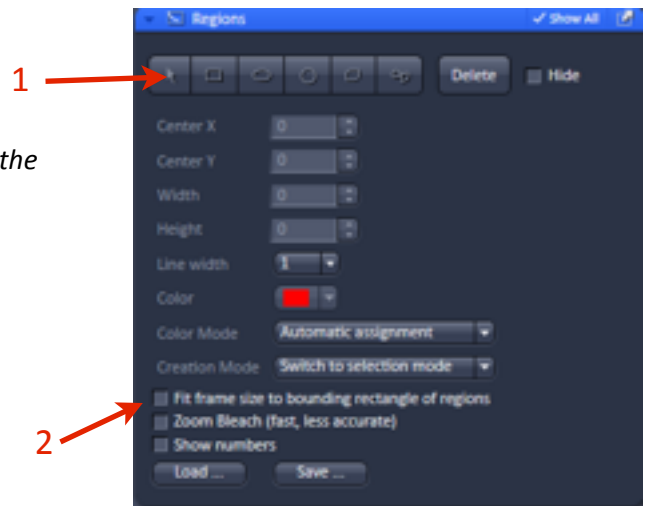 Regions ✓ Show All
1
Delete Hide
Center X 0
the
Center Y 0
Width 0
Height 0
Line width 1
Color
Color Mode Automatic assignment
Creation Mode Switch to selection mode
Fit frame size to bounding rectangle of regions
Zoom Bleach (fast, less accurate)
2
Show numbers
Load ... Save ...